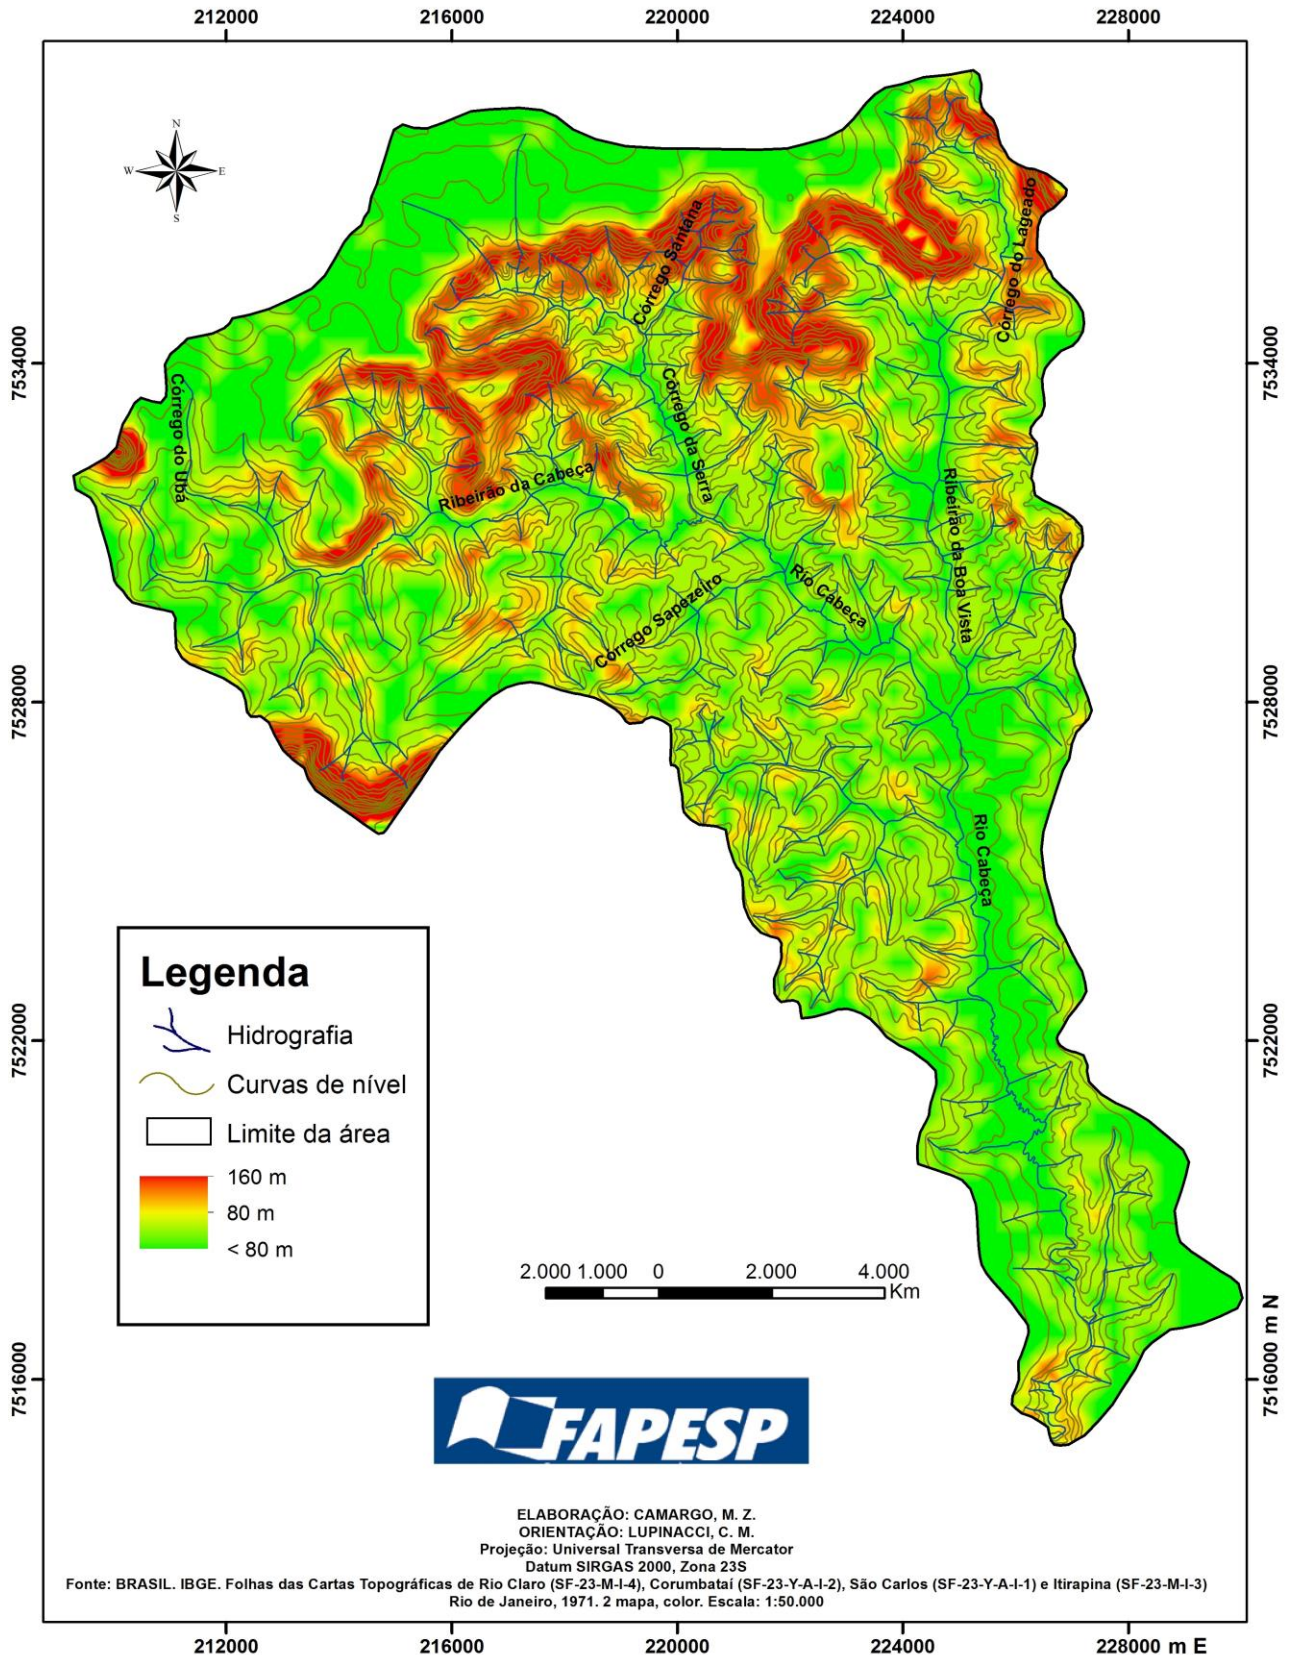 212000 216000 220000 224000 228000
N
W E
S
7534000
7528000
7522000
7516000
Córrego Santana
Córrego do Lageado
Córrego do Ubá
Córrego da Serra
Ribeirão da Cabeça
Ribeirão da Boa Vista
Rio Cabeça
Córrego Sapezeiro
Rio Cabeça
7534000
7528000
7522000
7516000 m N
Legenda
Hidrografia
Curvas de nível
Limite da área
160 m
80 m
< 80 m
2.000 1.000 0 2.000 4.000
Km
FAPESP
ELABORAÇÃO: CAMARGO, M. Z.
ORIENTAÇÃO: LUPINACCI, C. M.
Projeção: Universal Transversa de Mercator
Datum SIRGAS 2000, Zona 23S
Fonte: BRASIL. IBGE. Folhas das Cartas Topográficas de Rio Claro (SF-23-M-I-4), Corumbataí (SF-23-Y-A-I-2), São Carlos (SF-23-Y-A-I-1) e Itirapina (SF-23-M-I-3)
Rio de Janeiro, 1971. 2 mapa, color. Escala: 1:50.000
212000 216000 220000 224000 228000 m E